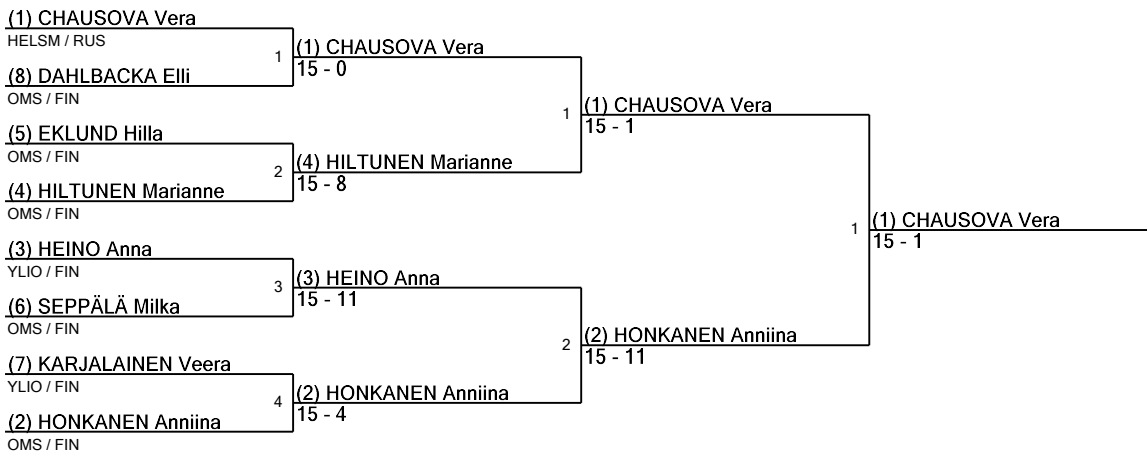 (1) CHAUSOVA Vera
HELSM / RUS
1
(8) DAHLBACKA Elli
OMS / FIN
(1) CHAUSOVA Vera
15 - 0
(5) EKLUND Hilla
OMS / FIN
2
(4) HILTUNEN Marianne
OMS / FIN
(4) HILTUNEN Marianne
15 - 8
(3) HEINO Anna
YLIO / FIN
3
(6) SEPPÄLÄ Milka
OMS / FIN
(3) HEINO Anna
15 - 11
(7) KARJALAINEN Veera
YLIO / FIN
4
(2) HONKANEN Anniina
OMS / FIN
(2) HONKANEN Anniina
15 - 4
1
(1) CHAUSOVA Vera
15 - 1
2
(2) HONKANEN Anniina
15 - 11
1
(1) CHAUSOVA Vera
15 - 1